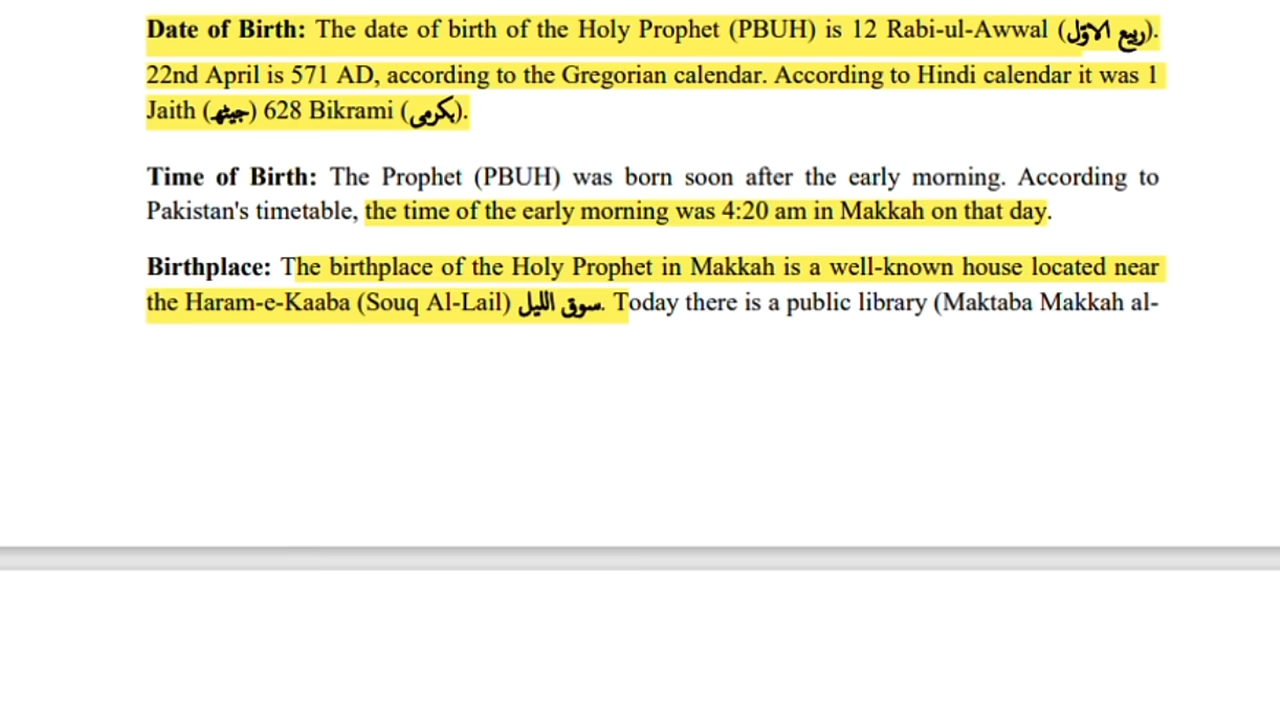 Date of Birth: The date of birth of the Holy Prophet (PBUH) is 12 Rabi-ul-Awwal (ربیع الاوّل).
22nd April is 571 AD, according to the Gregorian calendar. According to Hindi calendar it was 1
Jaith (جیٹھ) 628 Bikrami (بکرمی).
Time of Birth: The Prophet (PBUH) was born soon after the early morning. According to
Pakistan's timetable, the time of the early morning was 4:20 am in Makkah on that day.
Birthplace: The birthplace of the Holy Prophet in Makkah is a well-known house located near
the Haram-e-Kaaba (Souq Al-Lail) سوق اللیل. Today there is a public library (Maktaba Makkah al-